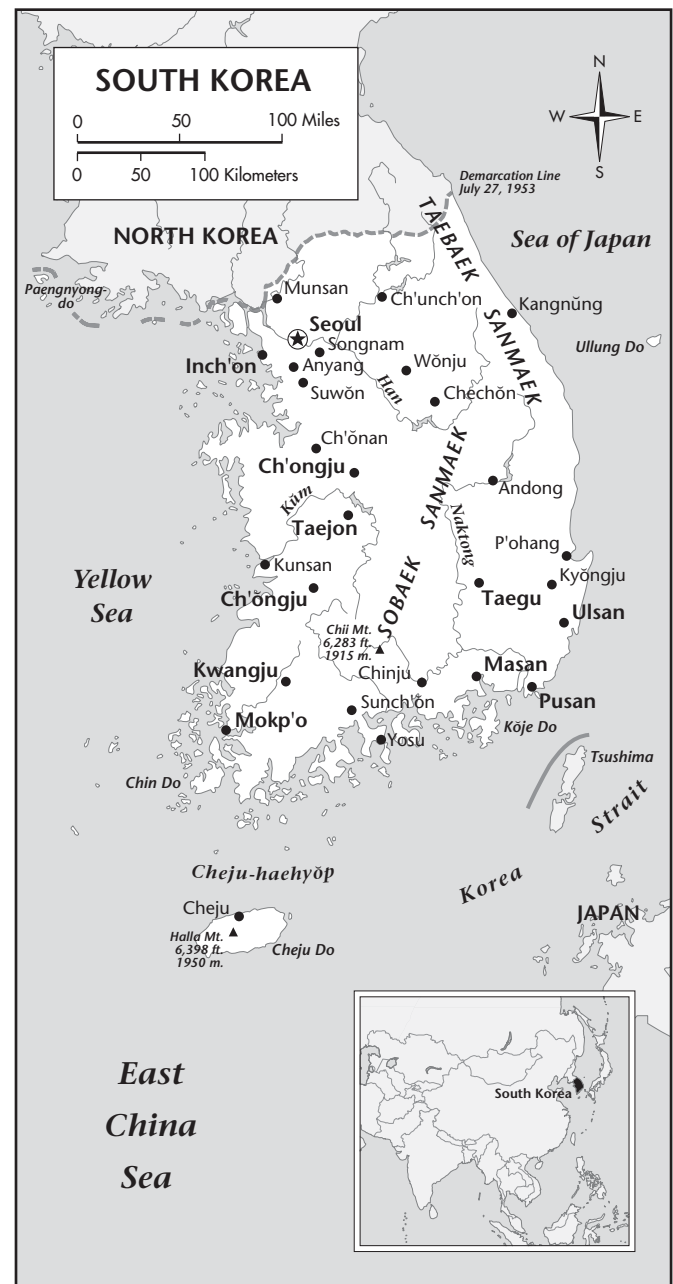 SOUTH KOREA
0 50 100 Miles
0 50 100 Kilometers
N
W E
S
Demarcation Line
July 27, 1953
NORTH KOREA
TAEBAEK SANMAEK
Sea of Japan
Paengnyong-
do
Munsan
Ch'unch'on
Kangnŭng
Seoul
Songnam
Ullung Do
Inch'on
Anyang
Wŏnju
Suwŏn
Han
Chechŏn
Ch'ŏnan
Ch'ongju
SOBAEK SANMAEK
Andong
Kŭm
Taejon
Naktong
P'ohang
Kunsan
Kyŏngju
Yellow
Sea
Ch'ŏngju
Taegu
Ulsan
Chii Mt.
6,283 ft.
1915 m.
Kwangju
Chinju
Masan
Sunch'ŏn
Pusan
Mokp'o
Yosu
Kŏje Do
Tsushima
Chin Do
Korea Strait
Cheju-haehyŏp
Cheju
JAPAN
Halla Mt.
6,398 ft.
1950 m.
Cheju Do
East
China
Sea
South Korea